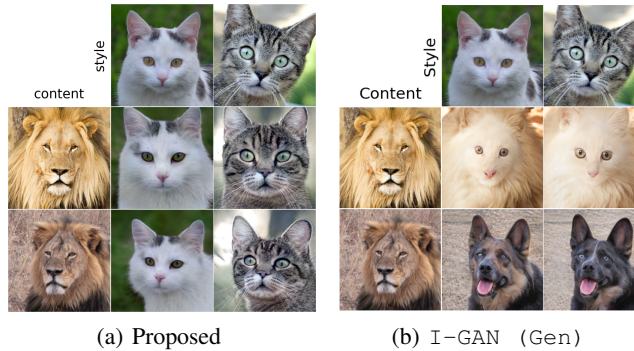 style
content
Style
Content
(a) Proposed
(b) I-GAN (Gen)